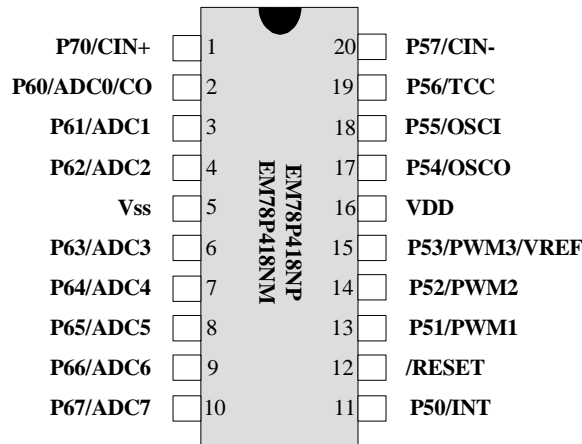 P70/CIN+ 1 20 P57/CIN-
P60/ADC0/CO 2 19 P56/TCC
P61/ADC1 3 18 P55/OSCI
P62/ADC2 4 17 P54/OSCO
Vss 5 16 VDD
P63/ADC3 6 15 P53/PWM3/VREF
P64/ADC4 7 14 P52/PWM2
P65/ADC5 8 13 P51/PWM1
P66/ADC6 9 12 /RESET
P67/ADC7 10 11 P50/INT
EM78P418NP
EM78P418NM